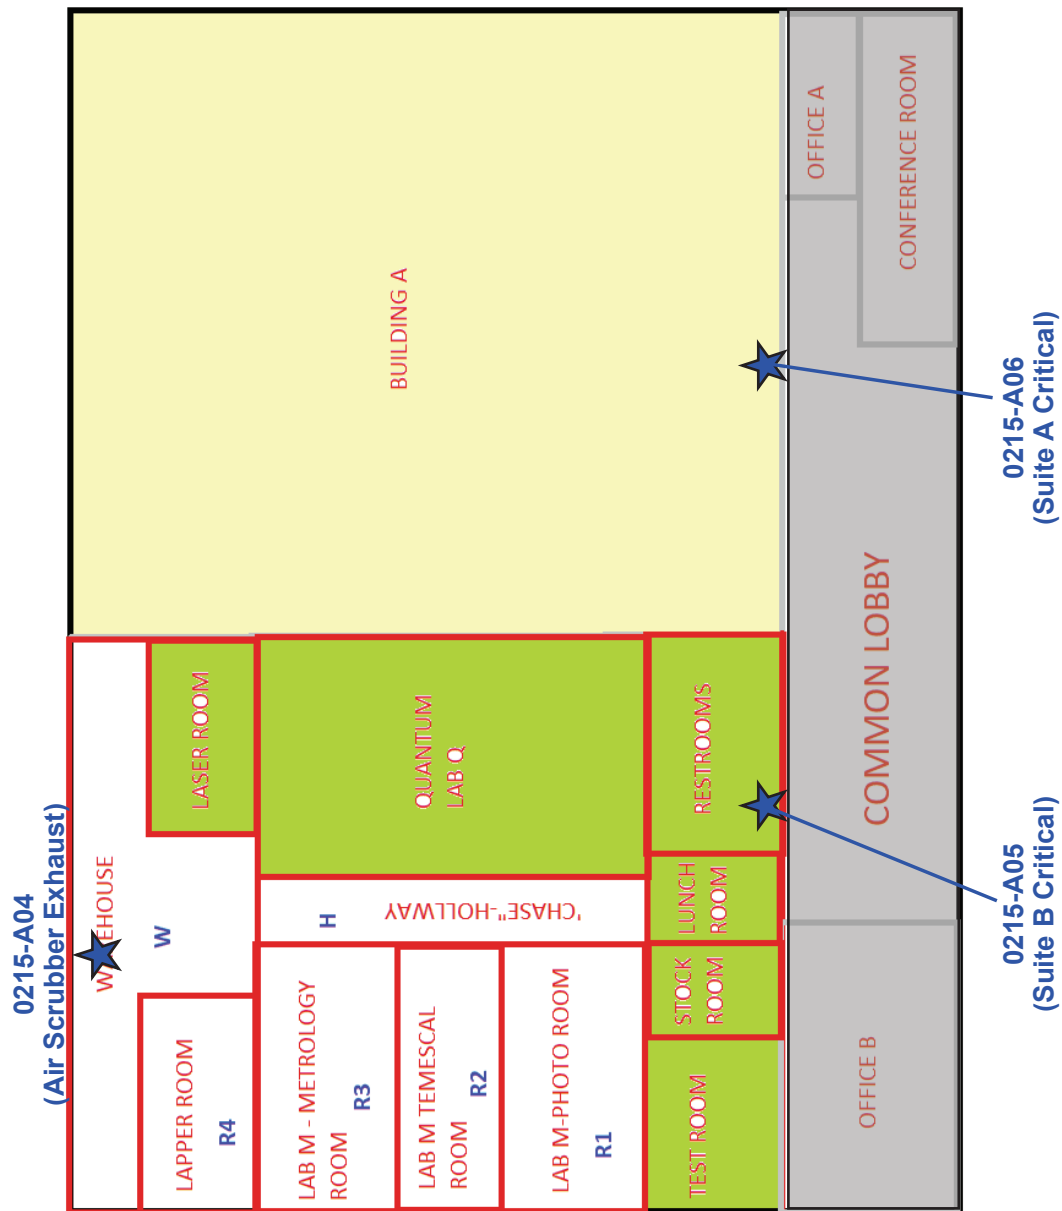 0215-A04
(Air Scrubber Exhaust)
W EHOUSE
W
LASER ROOM
LAPPER ROOM
R4
LAB M - METROLOGY
ROOM
R3
LAB M TEMESCAL
ROOM
R2
LAB M-PHOTO ROOM
R1
H
'CHASE"-HOLLWAY
QUANTUM
LAB Q
BUILDING A
TEST ROOM
STOCK
ROOM
LUNCH
ROOM
RESTROOMS
OFFICE B
COMMON LOBBY
OFFICE A
CONFERENCE ROOM
0215-A05
(Suite B Critical)
0215-A06
(Suite A Critical)